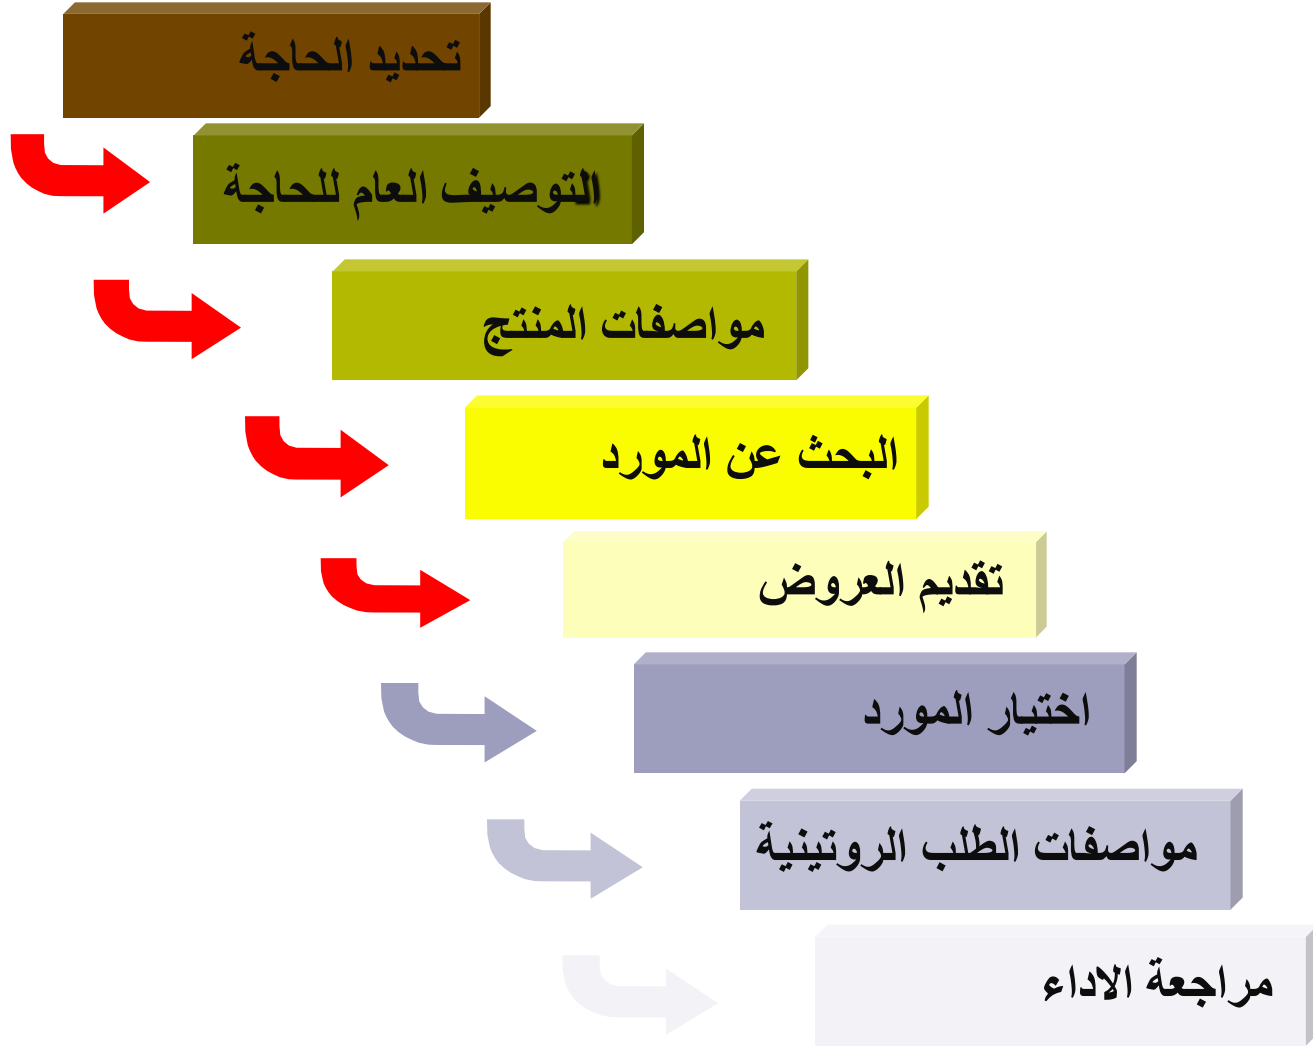 تحديد الحاجة
التوصيف العام للحاجة
مواصفات المنتج
البحث عن المورد
تقديم العروض
اختيار المورد
مواصفات الطلب الروتينية
مراجعة الاداء